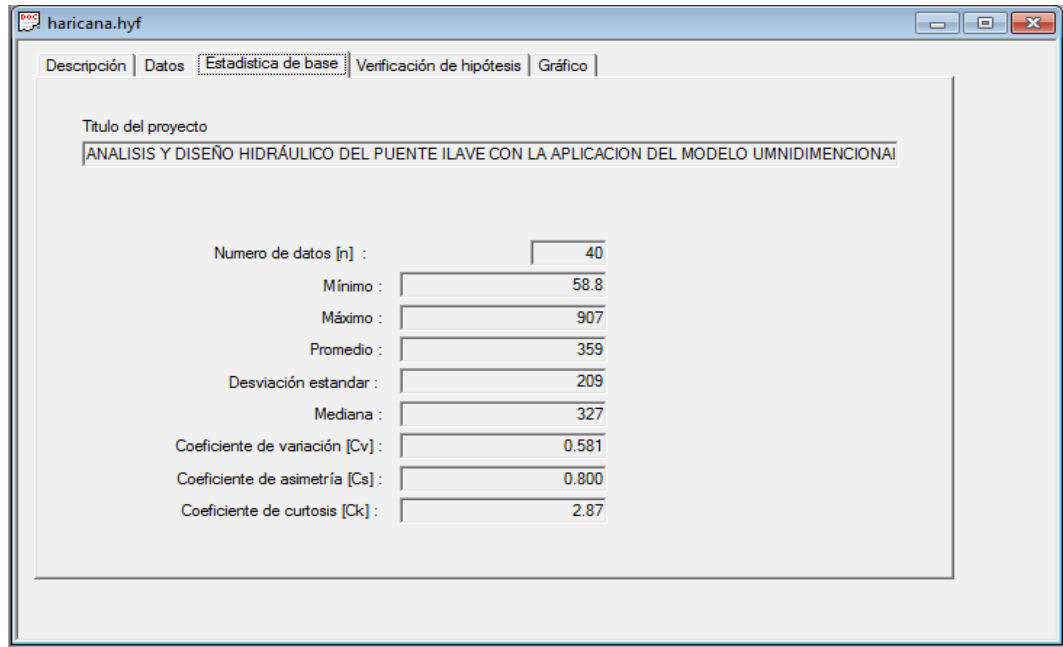 haricana.hyf
Descripción Datos Estadistica de base Verificación de hipótesis Gráfico
Titulo del proyecto
ANALISIS Y DISEÑO HIDRÁULICO DEL PUENTE ILAVE CON LA APLICACION DEL MODELO UMNIDIMENCIONAL
Numero de datos [n] : 40
Mínimo : 58.8
Máximo : 907
Promedio : 359
Desviación estandar : 209
Mediana : 327
Coeficiente de variación [Cv] : 0.581
Coeficiente de asimetría [Cs] : 0.800
Coeficiente de curtosis [Ck] : 2.87